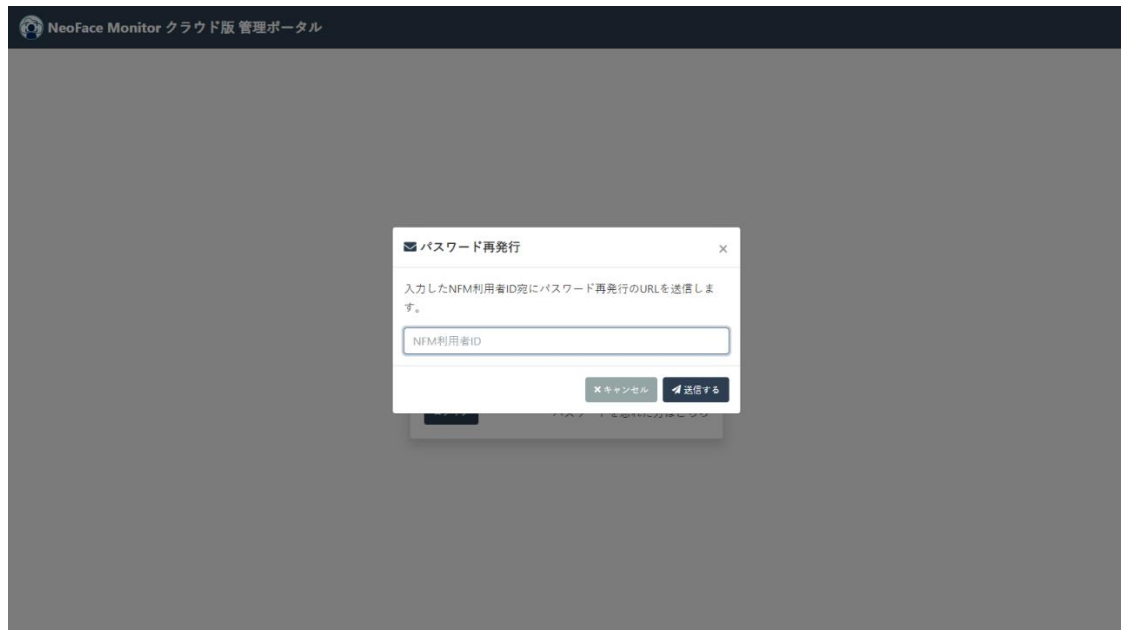 NeoFace Monitor クラウド版 管理ポータル
パスワード再発行
×
入力したNFM利用者ID宛にパスワード再発行のURLを送信しま
す。
NFM利用者ID
キャンセル
送信する